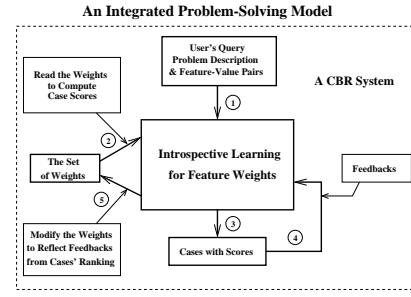 An Integrated Problem-Solving Model
User's Query
Problem Description
& Feature-Value Pairs
Read the Weights
to Compute
Case Scores
A CBR System
1
2
The Set
of Weights
Introspective Learning
for Feature Weights
Feedbacks
5
3
4
Modify the Weights
to Reflect Feedbacks
from Cases' Ranking
Cases with Scores